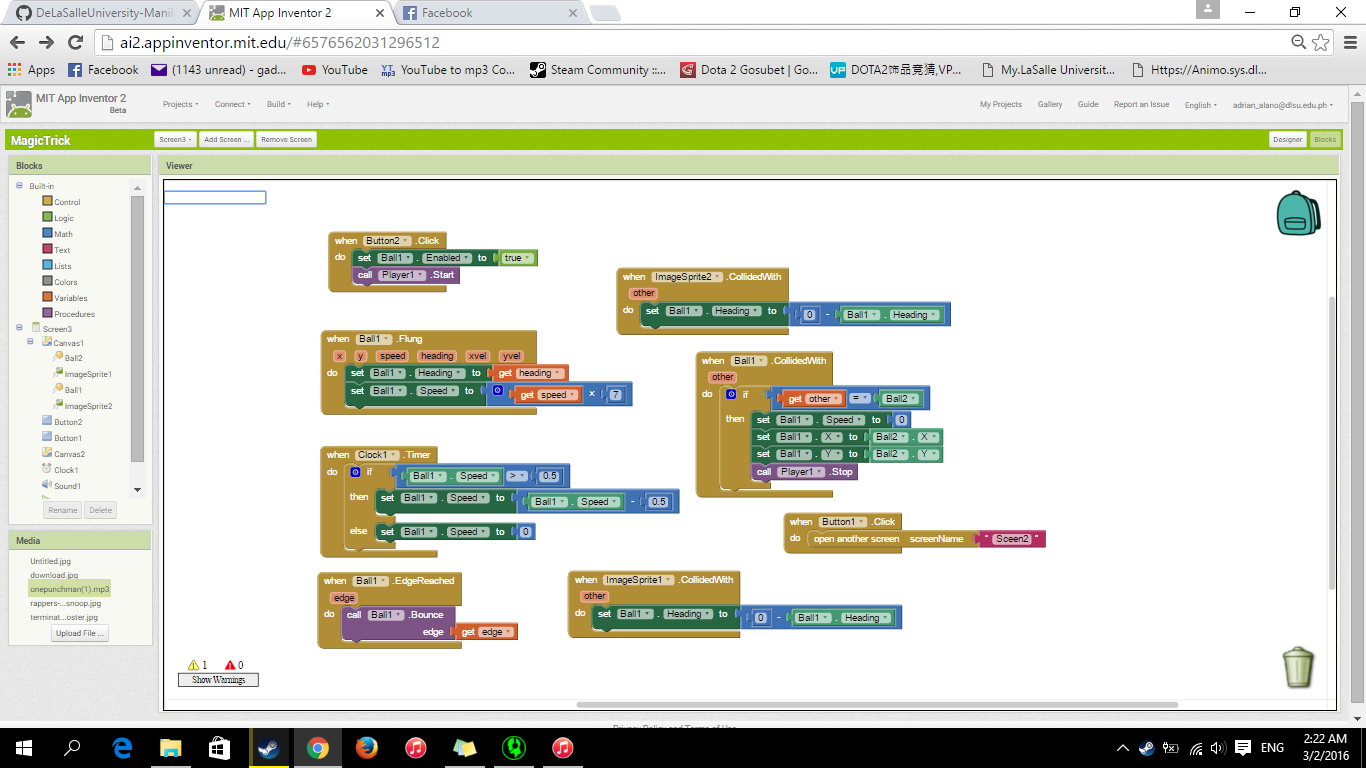 DeLaSalleUniversity-Manil
MIT App Inventor 2
Facebook
ai2.appinventor.mit.edu/#6576562031296512
Apps Facebook (1143 unread) - gad... YouTube YouTube to mp3 Co... Steam Community ::... Dota 2 Gosubet | Go... DOTA2饰品竞猜,VP... My.LaSalle Universit... Https://Animo.sys.dl...
MIT App Inventor 2
Beta
Projects Connect Build Help My Projects Gallery Guide Report an Issue English adrian_alano@dlsu.edu.ph
MagicTrick Screen3 Add Screen ... Remove Screen Designer Blocks
Blocks
Built-in
Control
Logic
Math
Text
Lists
Colors
Variables
Procedures
Screen3
Canvas1
Ball2
ImageSprite1
Ball1
ImageSprite2
Button2
Button1
Canvas2
Clock1
Sound1
Rename Delete
Media
Untitled.jpg
download.jpg
onepunchman(1).mp3
rappers-...snoop.jpg
terminat...oster.jpg
Upload File ...
Viewer
when Button2 .Click
do set Ball1 . Enabled to true
call Player1 .Start
when ImageSprite2 .CollidedWith
other
do set Ball1 . Heading to 0 - Ball1 . Heading
when Ball1 .Flung
x y speed heading xvel yvel
do set Ball1 . Heading to get heading
set Ball1 . Speed to get speed × 7
when Ball1 .CollidedWith
other
do if get other = Ball2
then set Ball1 . Speed to 0
set Ball1 . X to Ball2 . X
set Ball1 . Y to Ball2 . Y
call Player1 .Stop
when Clock1 .Timer
do if Ball1 . Speed > 0.5
then set Ball1 . Speed to Ball1 . Speed - 0.5
else set Ball1 . Speed to 0
when Button1 .Click
do open another screen screenName " Sceen2 "
when Ball1 .EdgeReached
edge
do call Ball1 .Bounce
edge get edge
when ImageSprite1 .CollidedWith
other
do set Ball1 . Heading to 0 - Ball1 . Heading
1 0
Show Warnings
Privacy Policy and Terms of Use
ENG
2:22 AM
3/2/2016